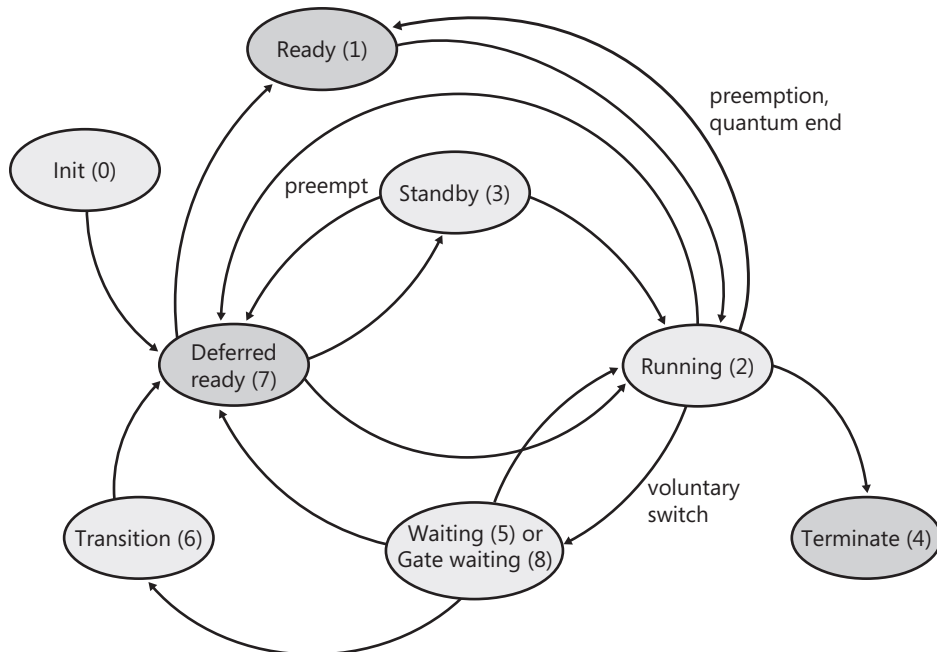 Ready (1)
preemption,
quantum end
Init (0)
preempt
Standby (3)
Deferred
ready (7)
Running (2)
voluntary
switch
Transition (6)
Waiting (5) or
Gate waiting (8)
Terminate (4)